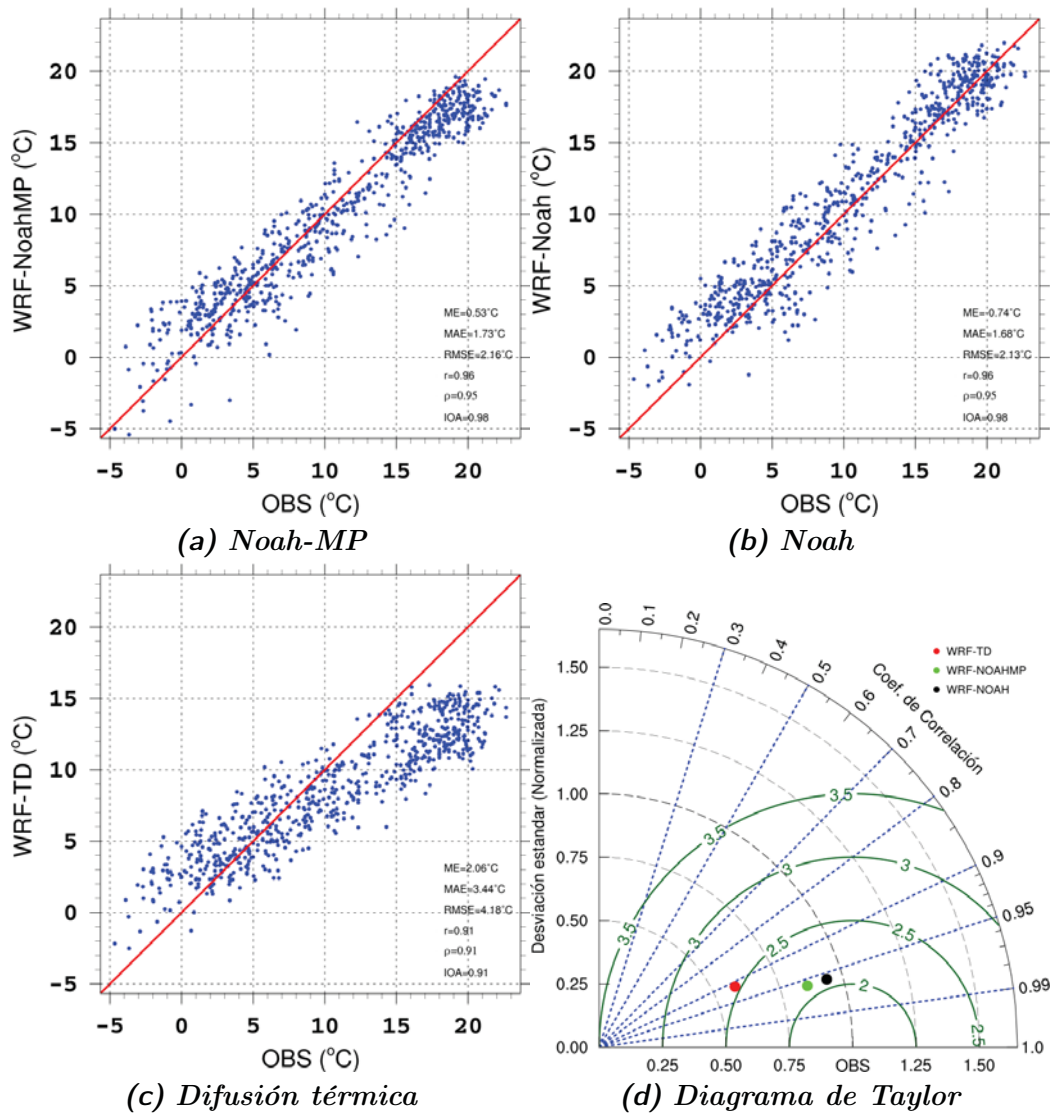 WRF-NoahMP (°C)
20
15
10
5
0
−5
ME=0.53°C
MAE=1.73°C
RMSE=2.16°C
r=0.96
ρ=0.95
IOA=0.98
−5 0 5 10 15 20
OBS (°C)
(a) Noah-MP
WRF-Noah (°C)
20
15
10
5
0
−5
ME=-0.74°C
MAE=1.68°C
RMSE=2.13°C
r=0.96
ρ=0.95
IOA=0.98
−5 0 5 10 15 20
OBS (°C)
(b) Noah
WRF-TD (°C)
20
15
10
5
0
−5
ME=2.06°C
MAE=3.44°C
RMSE=4.18°C
r=0.91
ρ=0.91
IOA=0.91
−5 0 5 10 15 20
OBS (°C)
(c) Difusión térmica
Desviación estandar (Normalizada)
1.50
1.25
1.00
0.75
0.50
0.25
0.00
0.0 0.1 0.2 0.3 0.4 0.5 0.6 0.7 0.8 0.9 0.95 0.99 1.0
Coef. de Correlación
WRF-TD
WRF-NOAHMP
WRF-NOAH
3.5 3.5 3.5
3 3 3
2.5 2.5 2.5
2
0.25 0.50 0.75 OBS 1.25 1.50
(d) Diagrama de Taylor